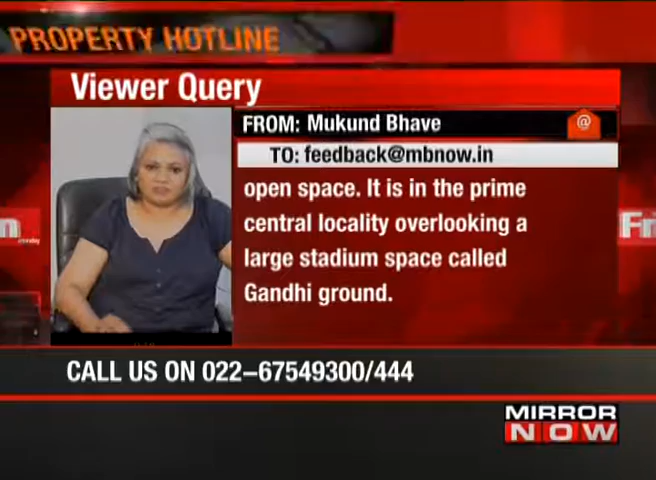 PROPERTY HOTLINE
Viewer Query
FROM: Mukund Bhave
@
TO: feedback@mbnow.in
open space. It is in the prime
central locality overlooking a
large stadium space called
Gandhi ground.
CALL US ON 022–67549300/444
MIRROR
NOW